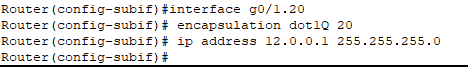 Router(config-subif)#interface g0/1.20
Router(config-subif)# encapsulation dot1Q 20
Router(config-subif)# ip address 12.0.0.1 255.255.255.0
Router(config-subif)#